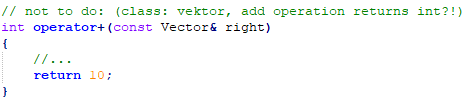 // not to do: (class: vektor, add operation returns int?!)
int operator+(const Vector& right)
{
//...
return 10;
}